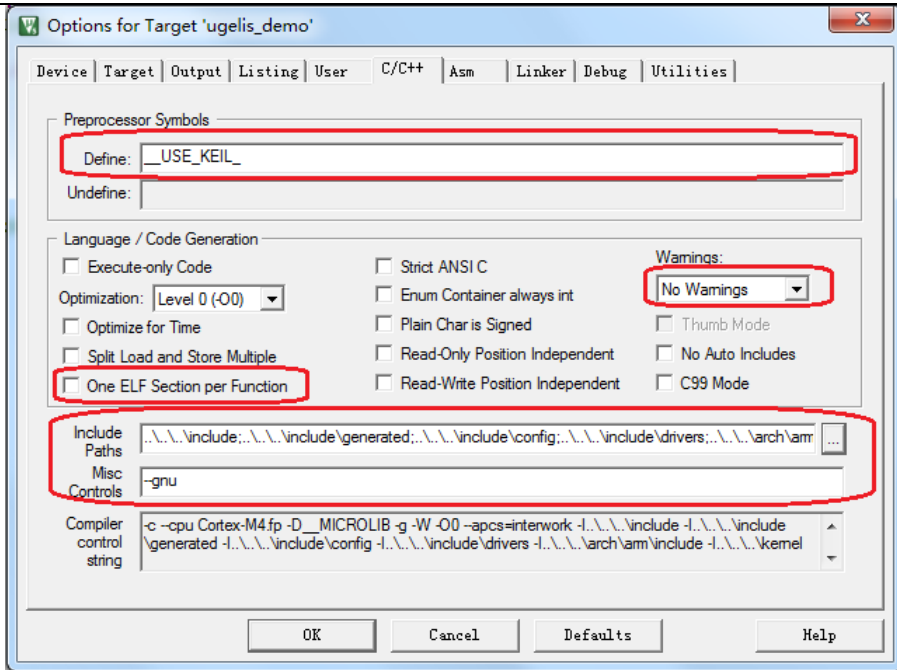 Options for Target 'ugelis_demo'
Device Target Output Listing User C/C++ Asm Linker Debug Utilities
Preprocessor Symbols
Define: __USE_KEIL_
Undefine:
Language / Code Generation
Execute-only Code
Strict ANSI C
Warnings:
Optimization: Level 0 (-O0)
Enum Container always int
No Warnings
Optimize for Time
Plain Char is Signed
Thumb Mode
Split Load and Store Multiple
Read-Only Position Independent
No Auto Includes
One ELF Section per Function
Read-Write Position Independent
C99 Mode
Include Paths
..\..\..\include;..\..\..\include\generated;..\..\..\include\config;..\..\..\include\drivers;..\..\..\arch\arm
...
Misc Controls
--gnu
Compiler control string
-c --cpu Cortex-M4.fp -D__MICROLIB -g -W -O0 --apcs=interwork -I..\..\..\include -I..\..\..\include
\generated -I..\..\..\include\config -I..\..\..\include\drivers -I..\..\..\arch\arm\include -I..\..\..\kernel
OK Cancel Defaults Help